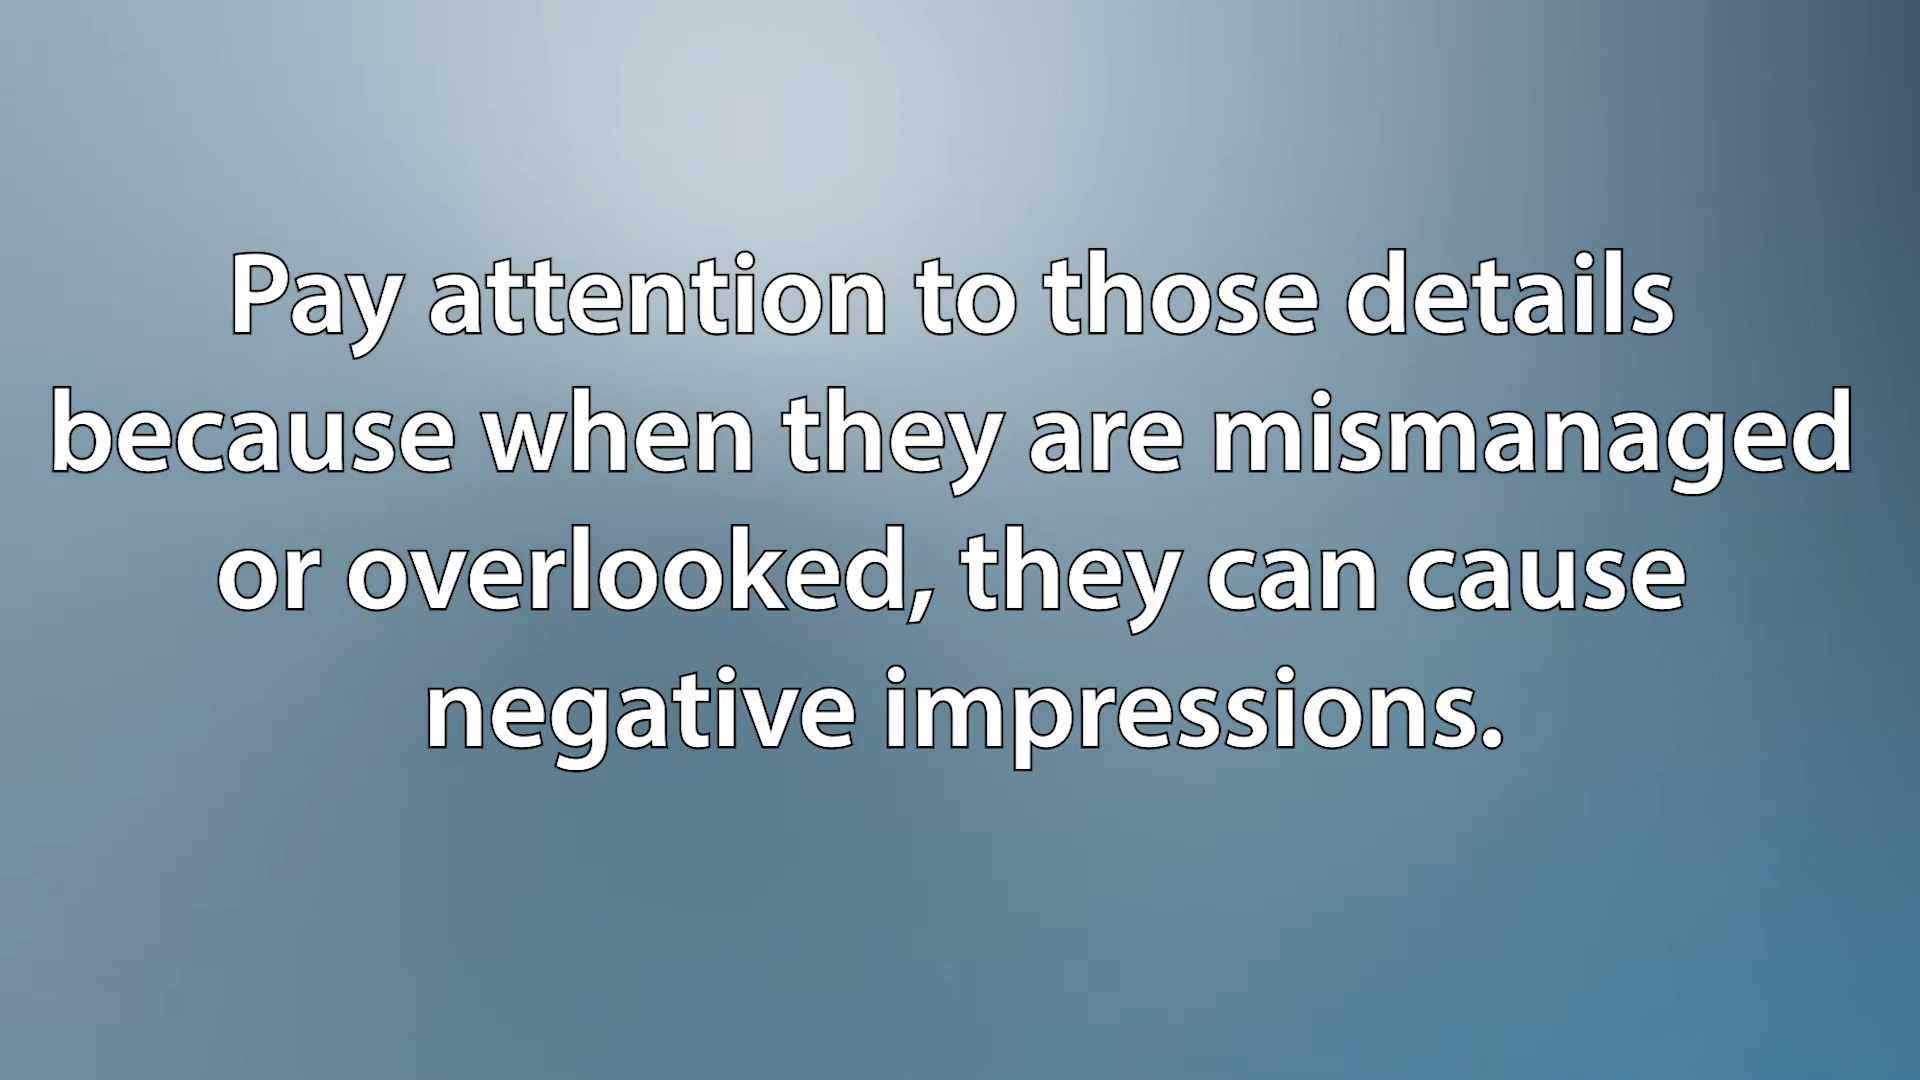 Pay attention to those details
because when they are mismanaged
or overlooked, they can cause
negative impressions.